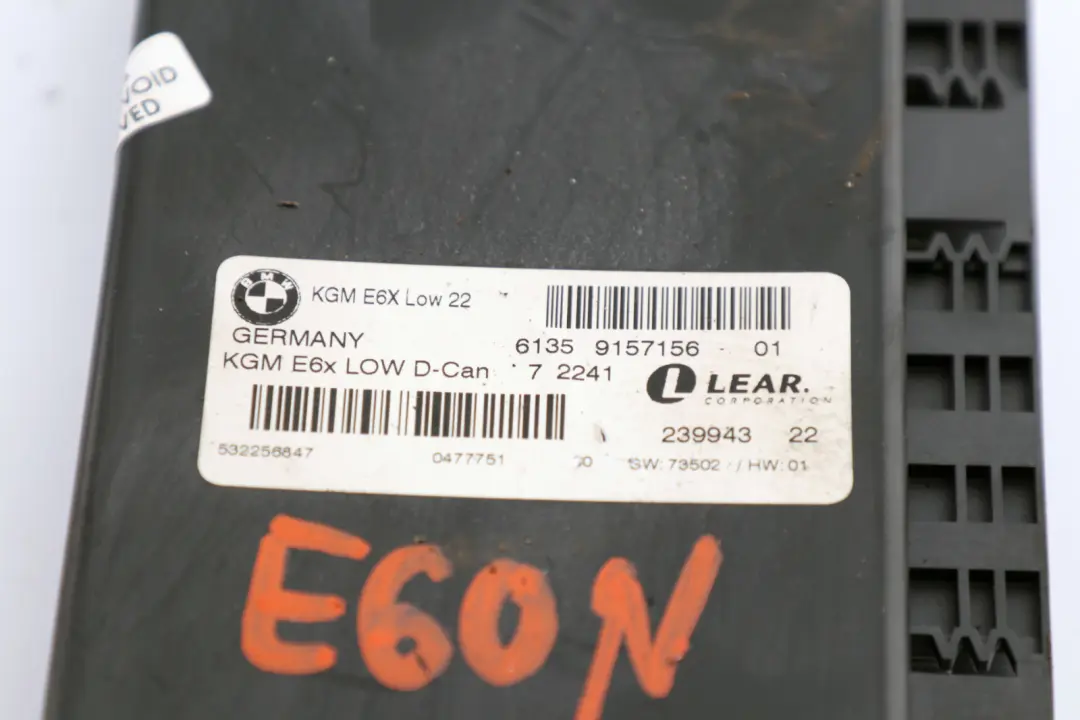 VOID
VED
BMW
KGM E6X Low 22
GERMANY
6135 9157156 01
KGM E6x LOW D-Can 7 2241
LEAR.
CORPORATION
239943 22
532256847 0477751 SW: 73502 / HW: 01
E60N